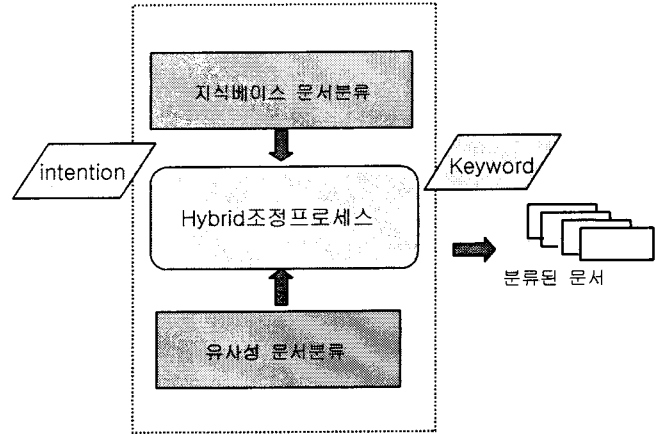 지식베이스 문서분류
intention
Keyword
Hybrid조정프로세스
분류된 문서
유사성 문서분류